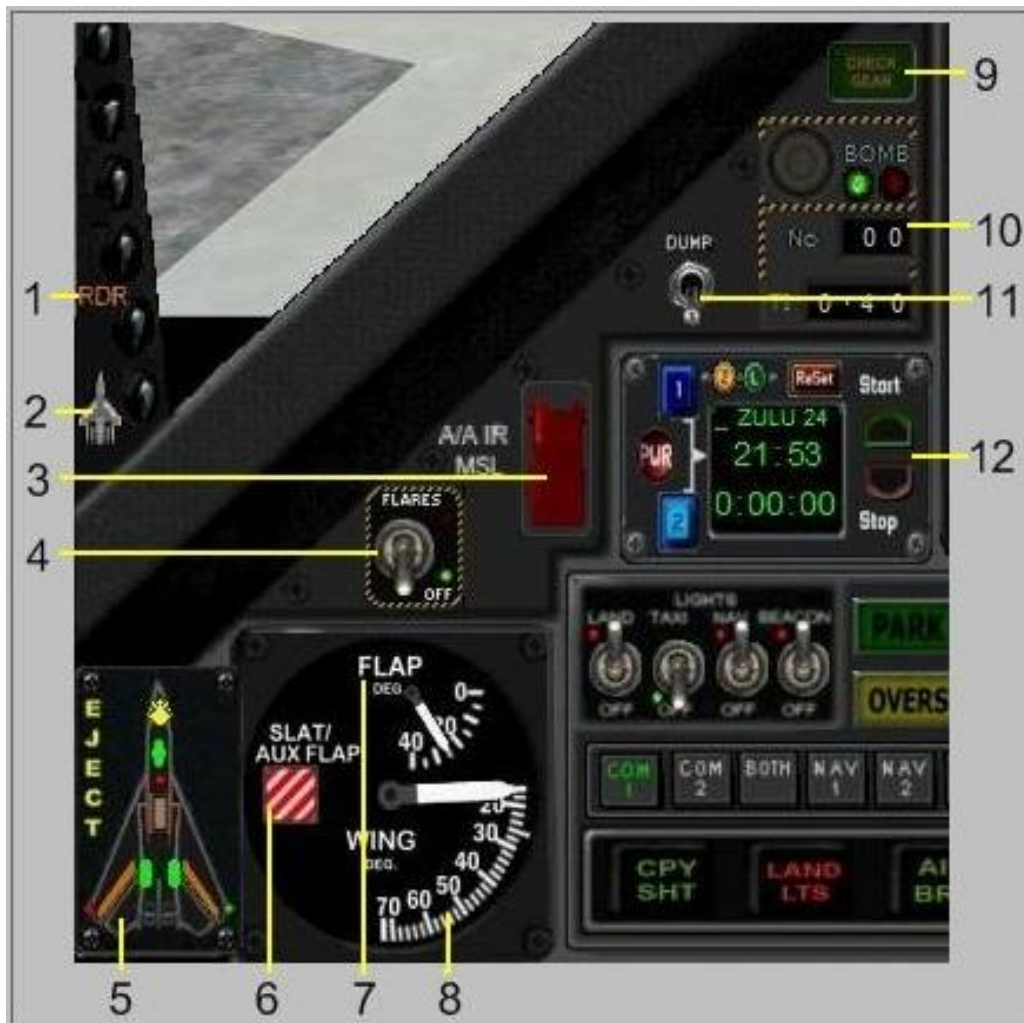 CHECK
GEAR
9
BOMB
No 0 0 10
DUMP
1 RDR
0 · 4 0 11
1 ReSet Start
2
A/A IR
MSL
3
ZULU 24
PWR 21:53 12
2 0:00:00 Stop
FLARES
4
OFF
LIGHTS
LAND TAXI NAV BEACON PARK
OFF OFF OFF OFF OVERS
FLAP
DEG
0
20
40
SLAT/
AUX FLAP
EJECT
COM 1 COM 2 BOTH NAV 1 NAV 2
20
30
WING
DEG.
40
50
60
70
CPY
SHT
LAND
LTS
AI
BR
5 6 7 8